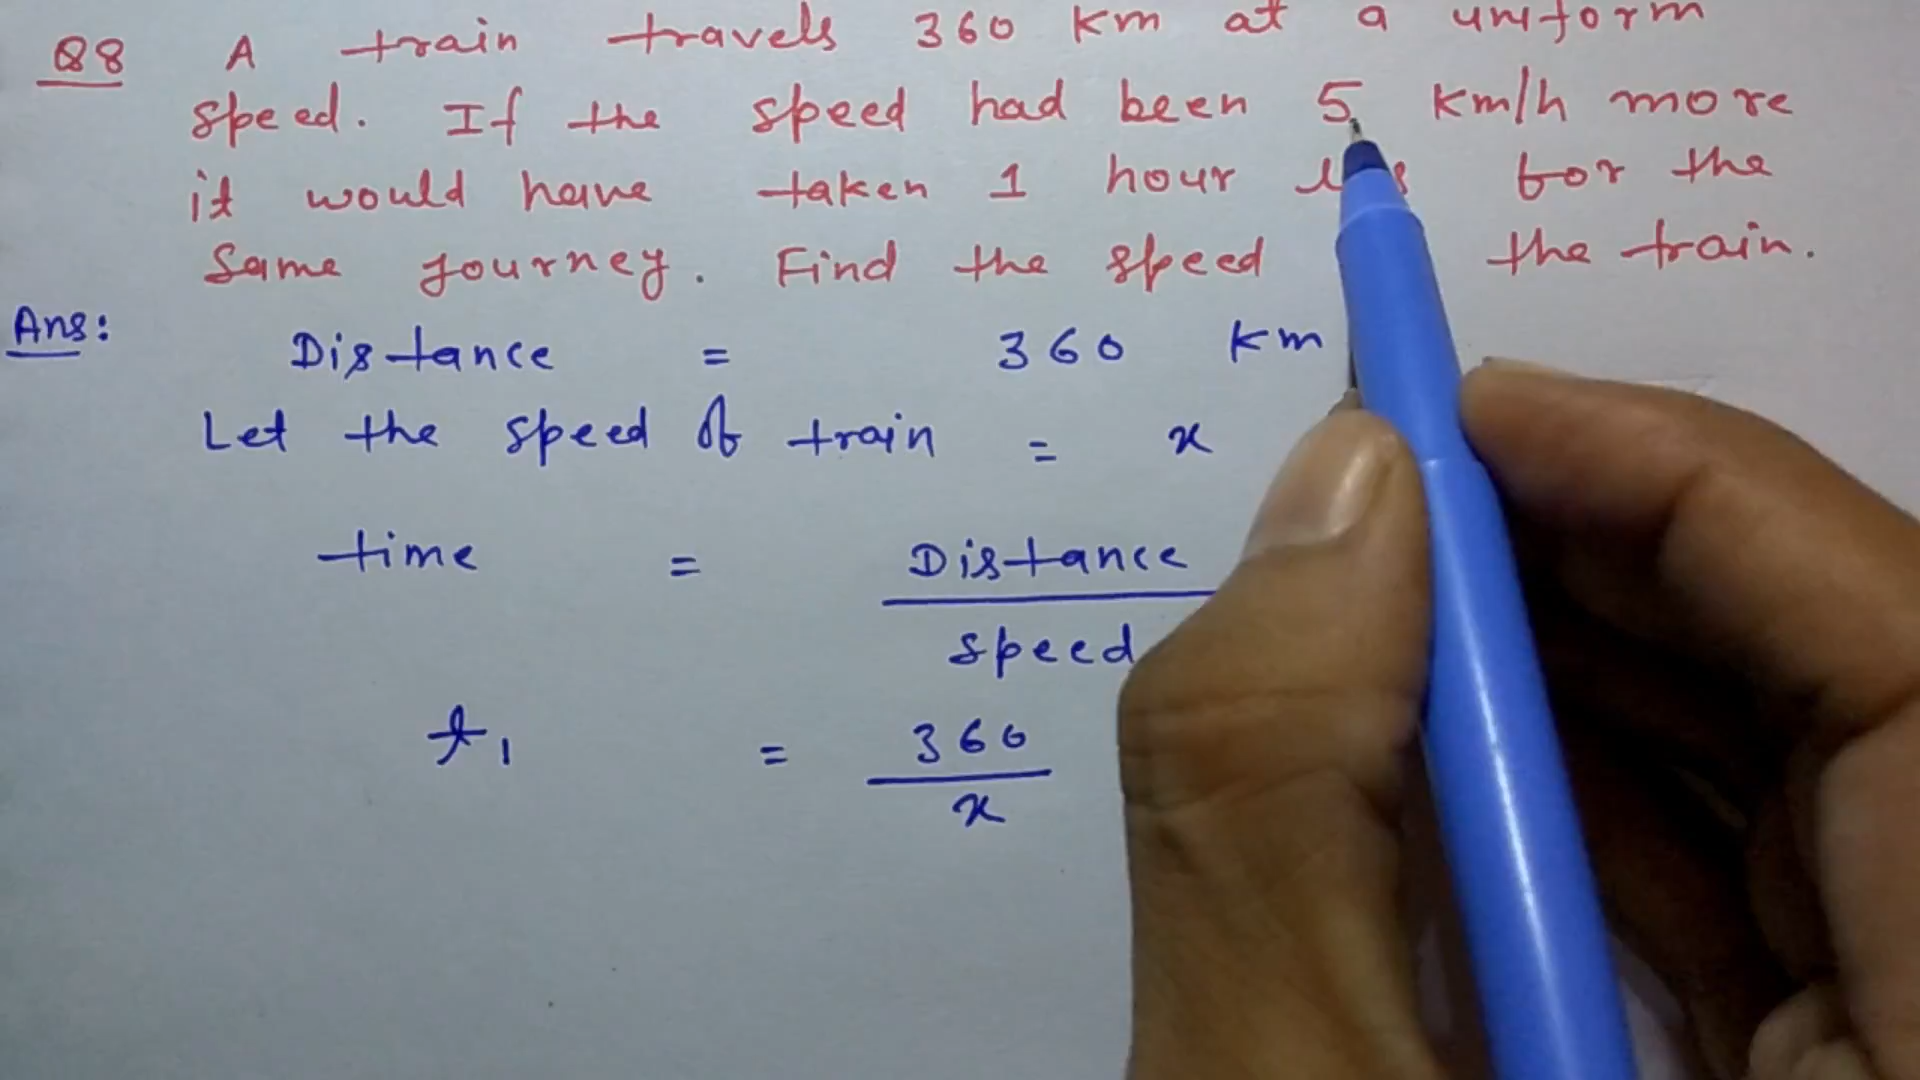 Q8 A train travels 360 Km at a uniform
speed. If the speed had been 5 Km/h more
it would have taken 1 hour for the
Same journey. Find the speed the train.
Ans:
Distance = 360 Km
Let the speed of train = x
time = Distance
speed
t1 = 360
x